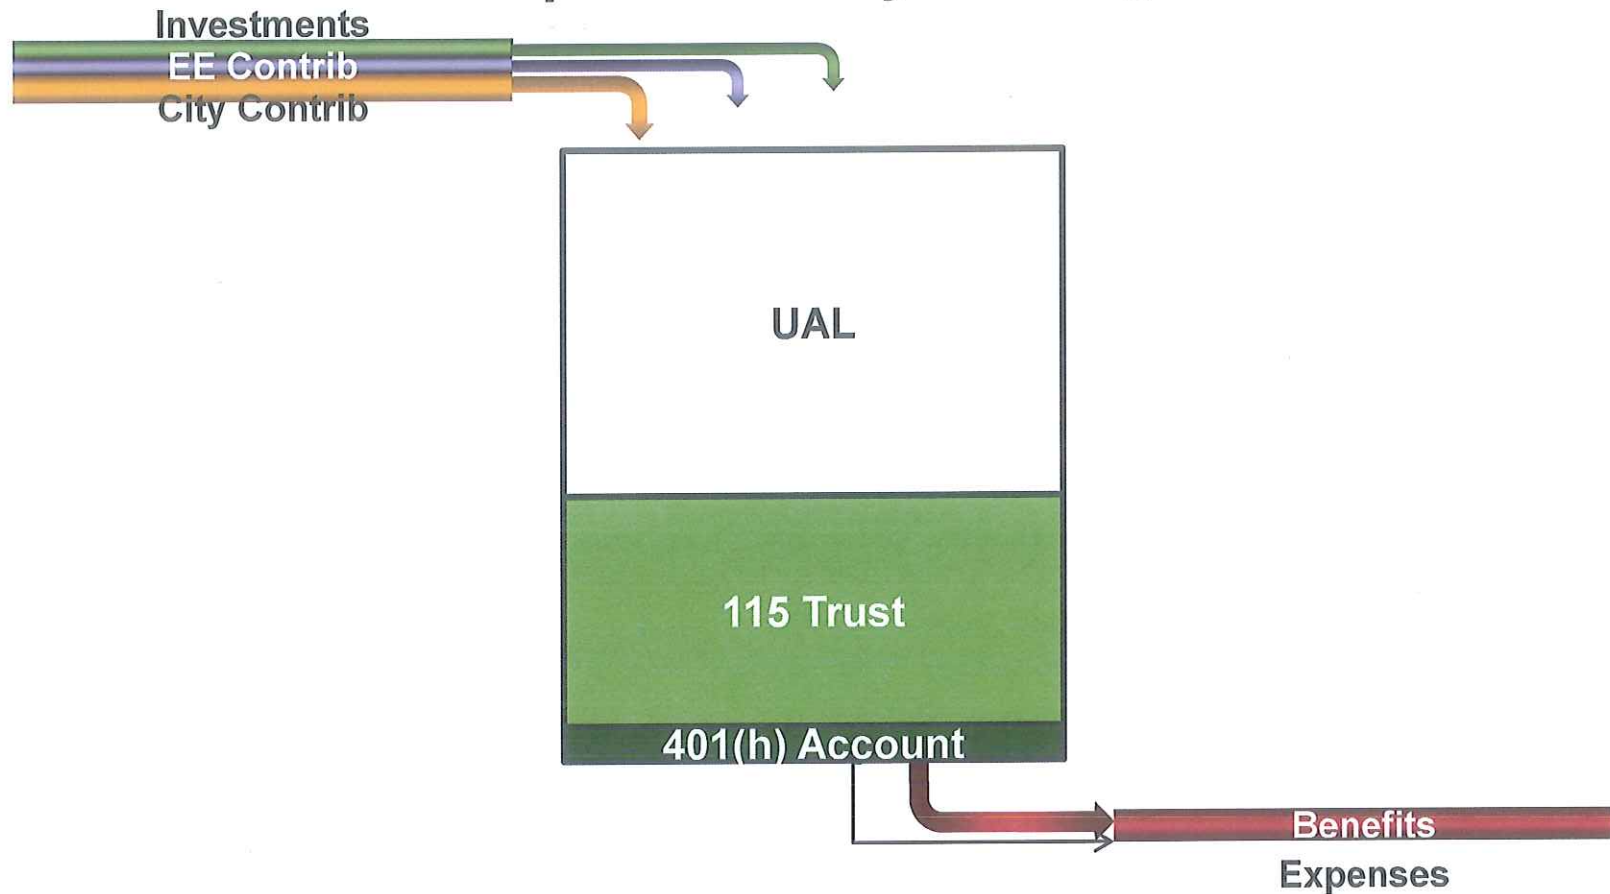 Investments
EE Contrib
City Contrib
UAL
115 Trust
401(h) Account
Benefits
Expenses